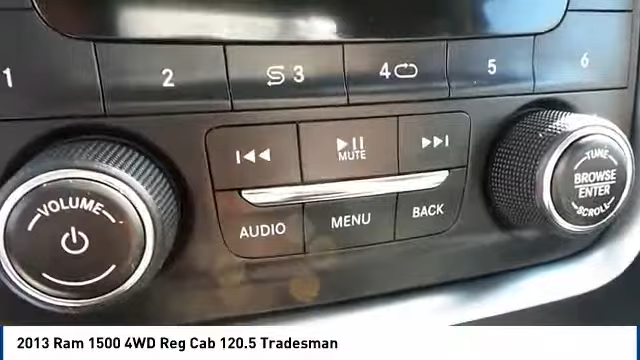 1 2 3 4 5 6
MUTE
VOLUME
AUDIO MENU BACK
TUNE
BROWSE
ENTER
SCROLL
2013 Ram 1500 4WD Reg Cab 120.5 Tradesman